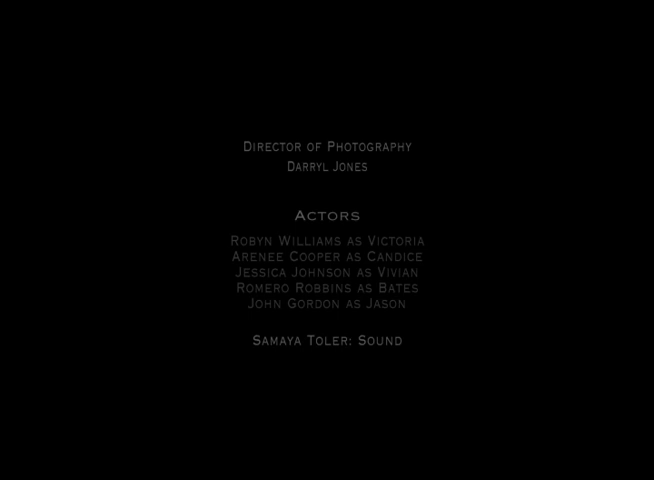 Director of Photography
Darryl Jones
Actors
Robyn Williams as Victoria
Arenee Cooper as Candice
Jessica Johnson as Vivian
Romero Robbins as Bates
John Gordon as Jason
Samaya Toler: Sound